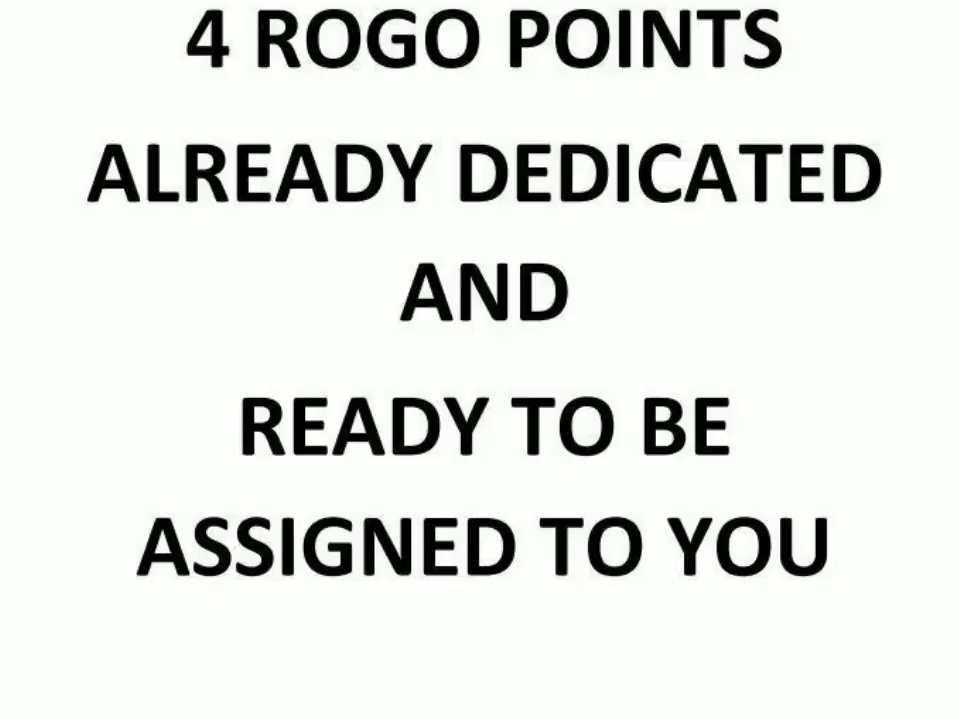 4 ROGO POINTS
ALREADY DEDICATED
AND
READY TO BE
ASSIGNED TO YOU